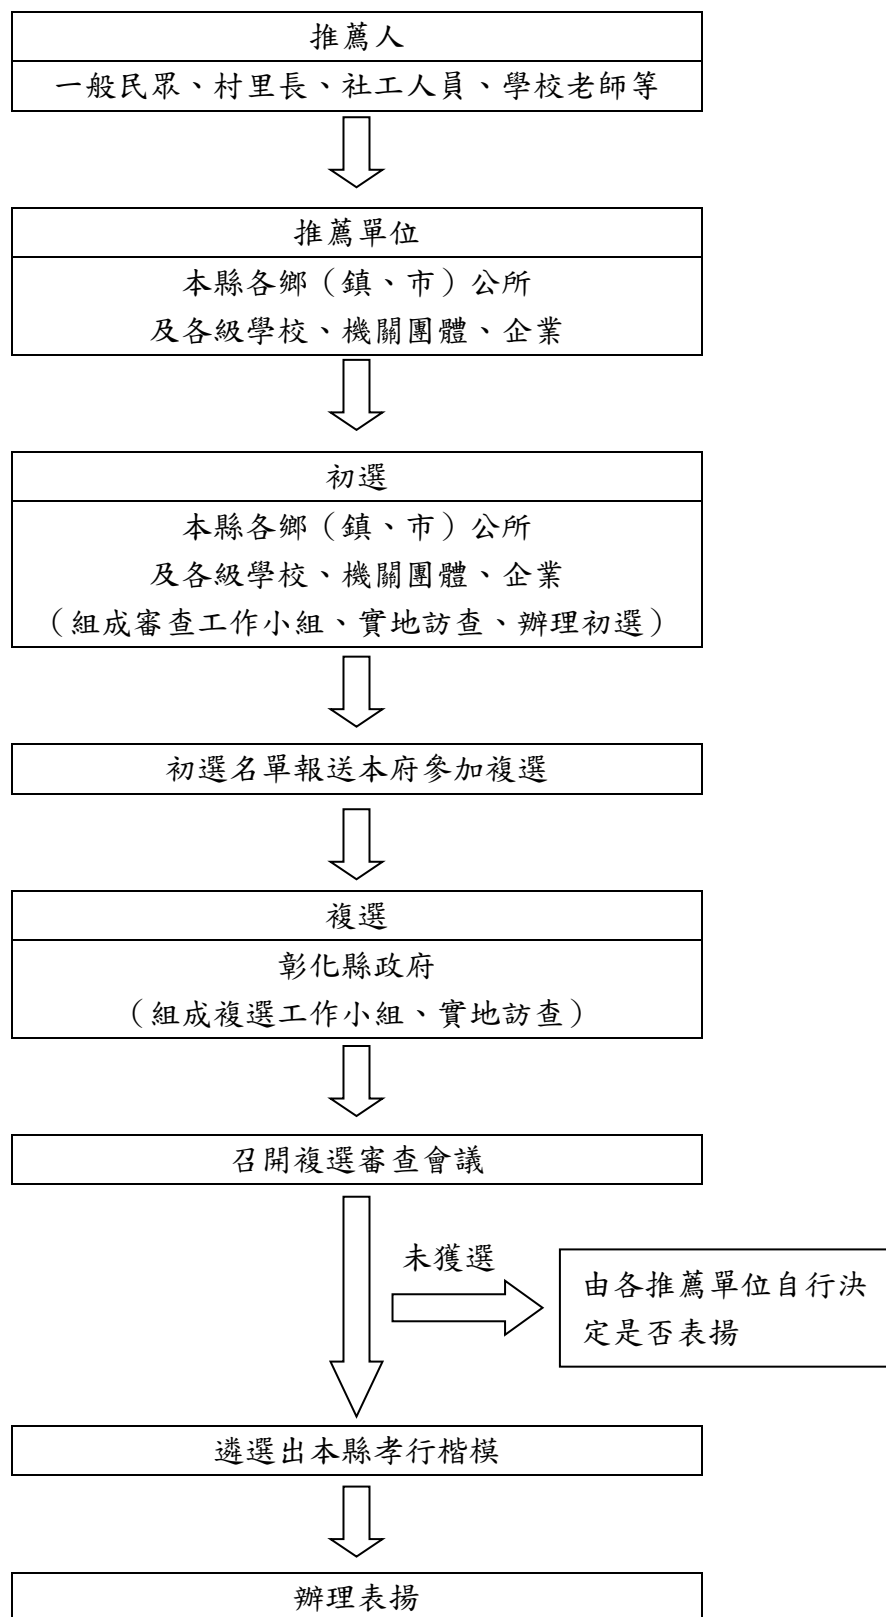 推薦人
一般民眾、村里長、社工人員、學校老師等
推薦單位
本縣各鄉（鎮、市）公所
及各級學校、機關團體、企業
初選
本縣各鄉（鎮、市）公所
及各級學校、機關團體、企業
（組成審查工作小組、實地訪查、辦理初選）
初選名單報送本府參加複選
複選
彰化縣政府
（組成複選工作小組、實地訪查）
召開複選審查會議
未獲選
由各推薦單位自行決
定是否表揚
遴選出本縣孝行楷模
辦理表揚